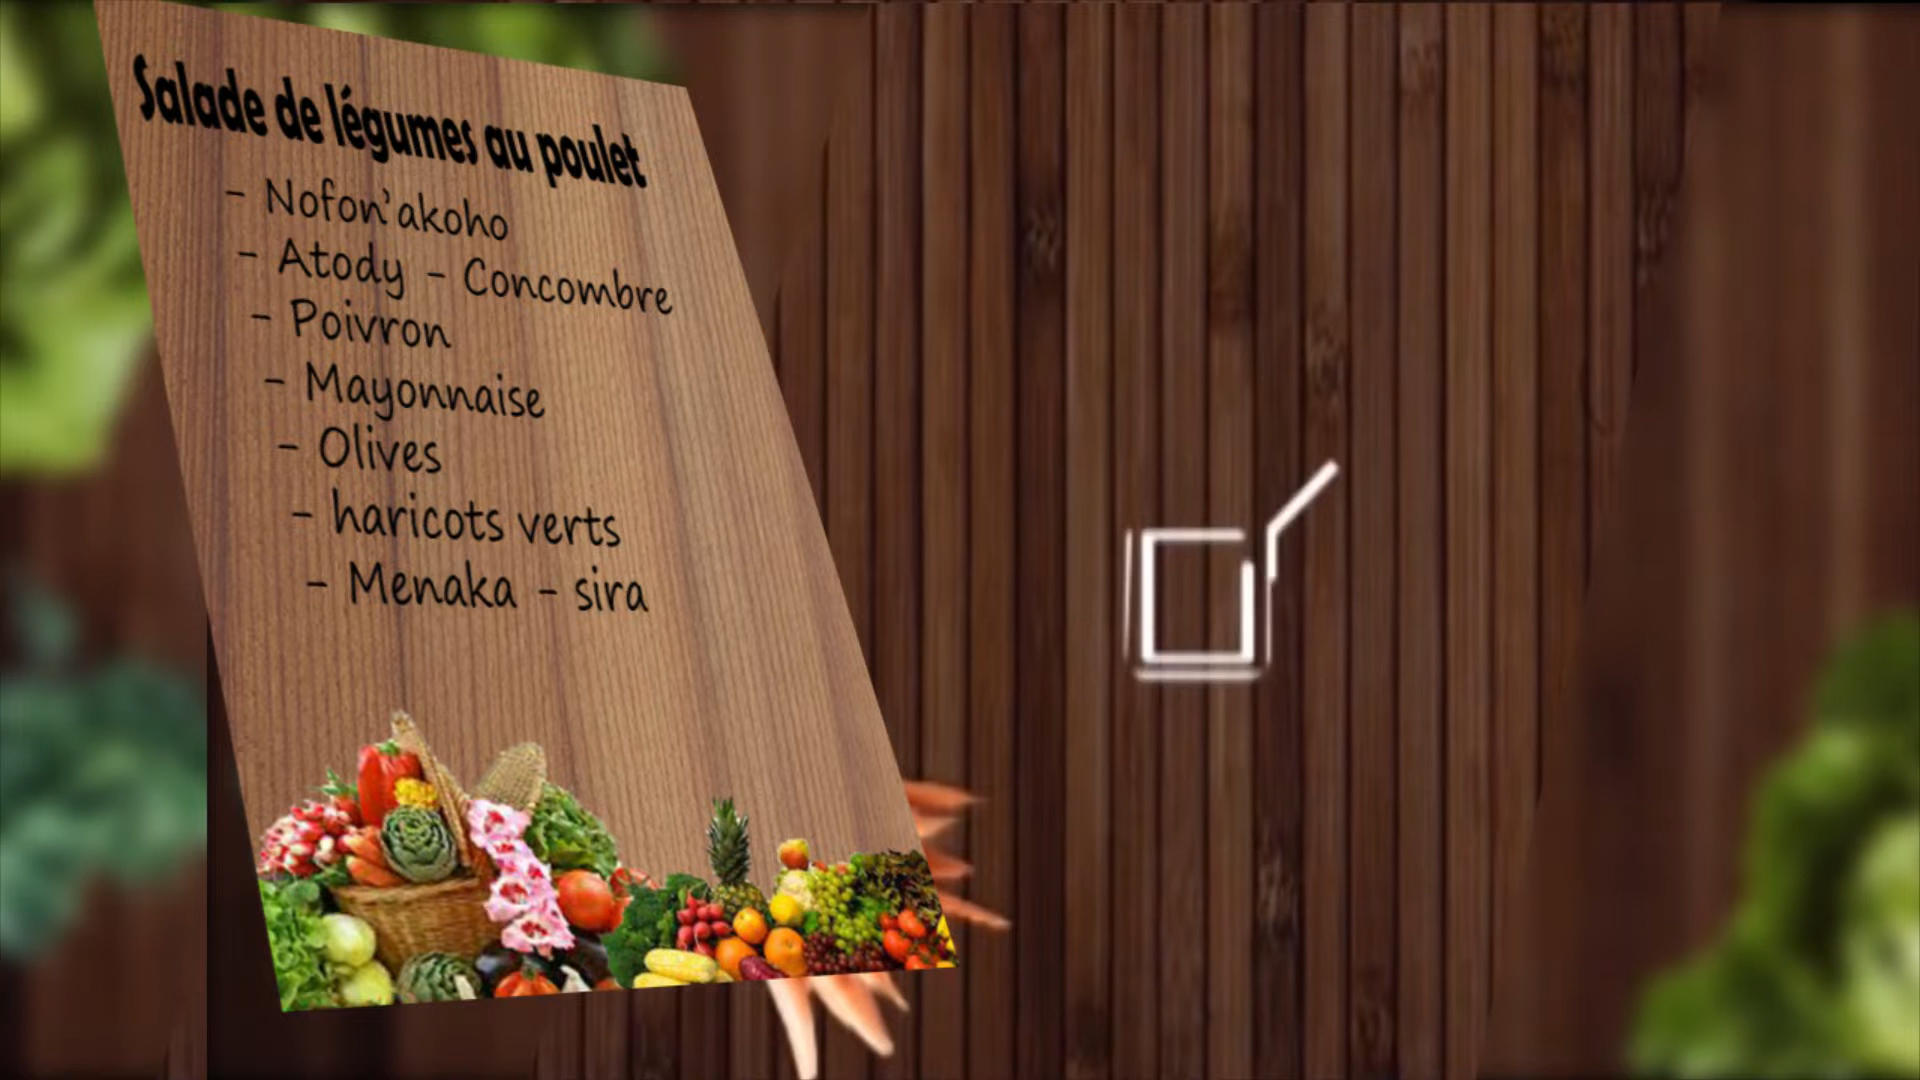 Salade de légumes au poulet
- Nofon'akoho
- Atody - Concombre
- Poivron
- Mayonnaise
- Olives
- haricots verts
- Menaka - sira